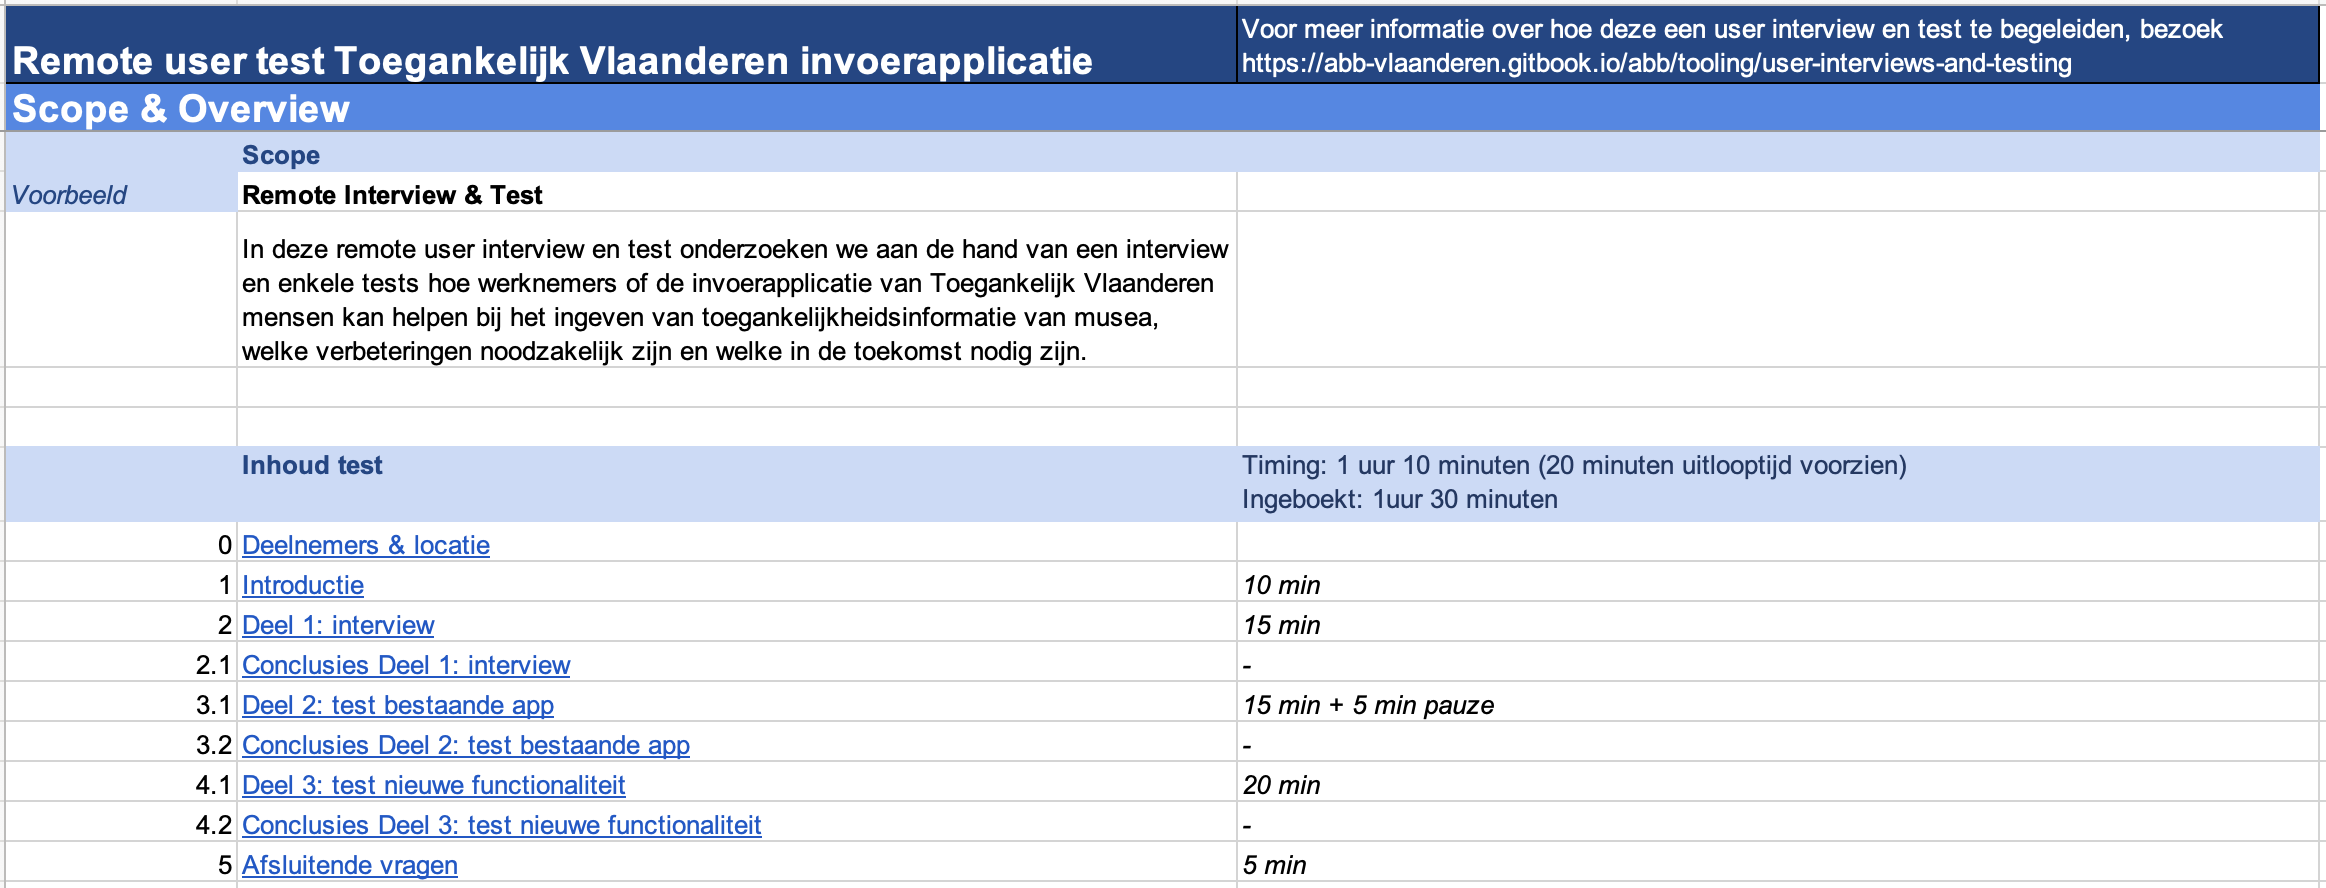 Remote user test Toegankelijk Vlaanderen invoerapplicatie
Voor meer informatie over hoe deze een user interview en test te begeleiden, bezoek
https://abb-vlaanderen.gitbook.io/abb/tooling/user-interviews-and-testing
Scope & Overview
Scope
Voorbeeld
Remote Interview & Test
In deze remote user interview en test onderzoeken we aan de hand van een interview
en enkele tests hoe werknemers of de invoerapplicatie van Toegankelijk Vlaanderen
mensen kan helpen bij het ingeven van toegankelijkheidsinformatie van musea,
welke verbeteringen noodzakelijk zijn en welke in de toekomst nodig zijn.
Inhoud test
Timing: 1 uur 10 minuten (20 minuten uitlooptijd voorzien)
Ingeboekt: 1uur 30 minuten
0 Deelnemers & locatie
1 Introductie 10 min
2 Deel 1: interview 15 min
2.1 Conclusies Deel 1: interview -
3.1 Deel 2: test bestaande app 15 min + 5 min pauze
3.2 Conclusies Deel 2: test bestaande app -
4.1 Deel 3: test nieuwe functionaliteit 20 min
4.2 Conclusies Deel 3: test nieuwe functionaliteit -
5 Afsluitende vragen 5 min